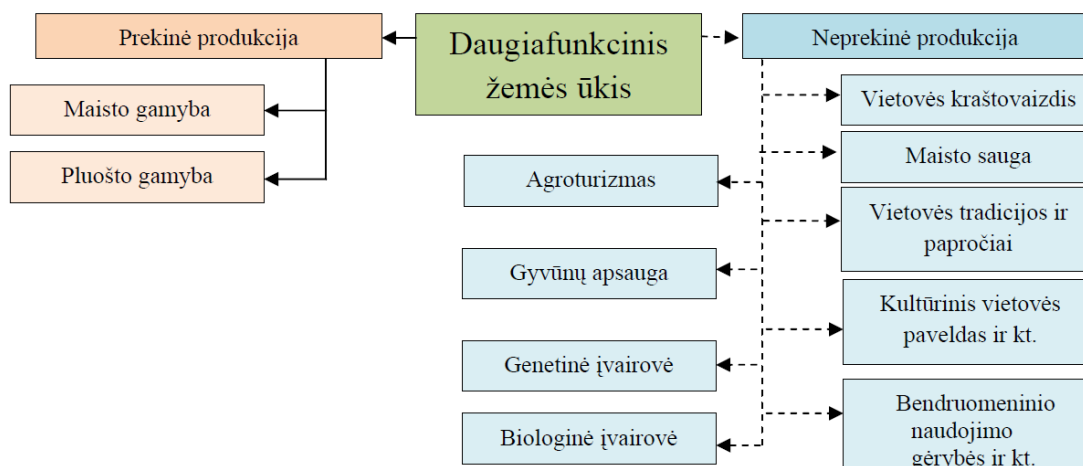 Prekinė produkcija
Daugiafunkcinis
žemės ūkis
Neprekinė produkcija
Maisto gamyba
Pluošto gamyba
Agroturizmas
Gyvūnų apsauga
Genetinė įvairovė
Biologinė įvairovė
Vietovės kraštovaizdis
Maisto sauga
Vietovės tradicijos ir
papročiai
Kultūrinis vietovės
paveldas ir kt.
Bendruomeninio
naudojimo
gėrybės ir kt.